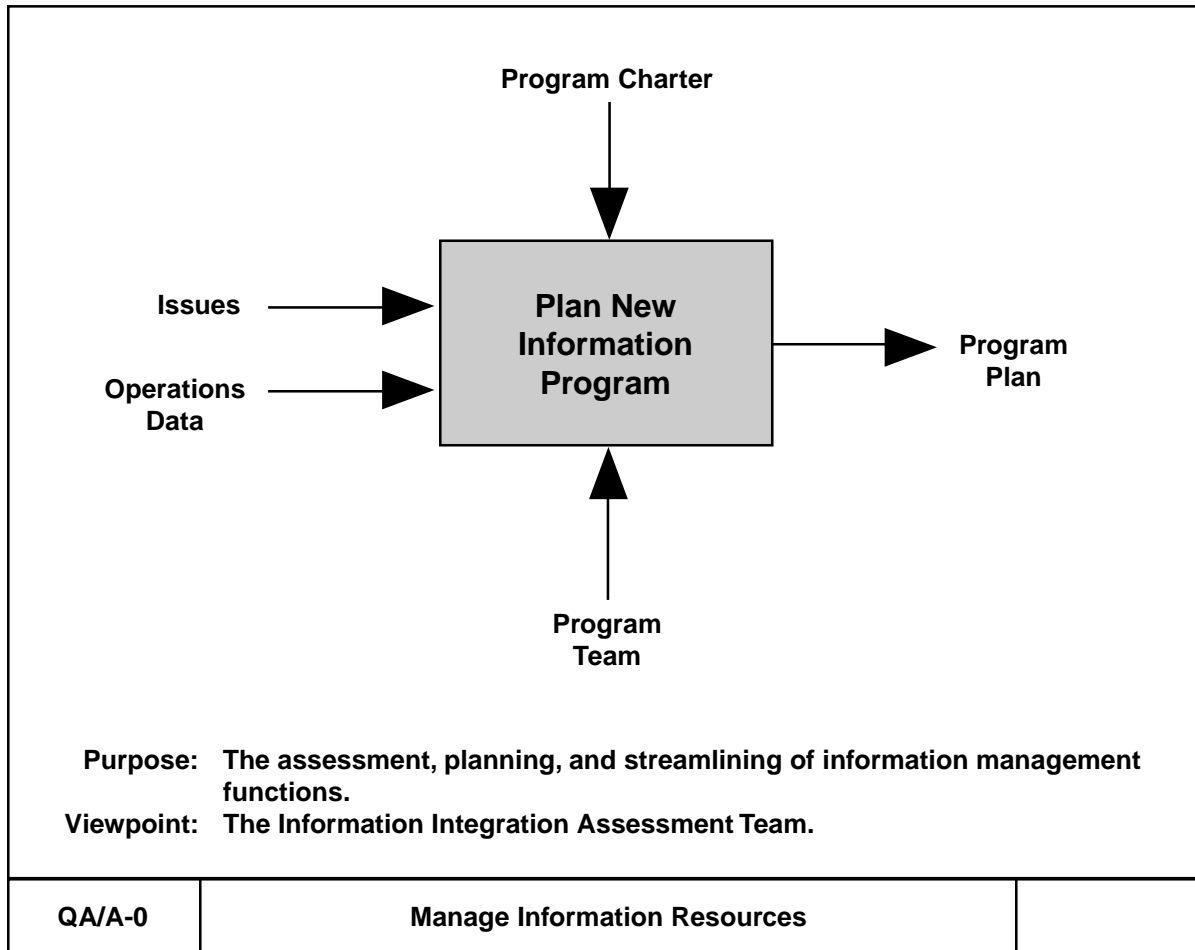 Program Charter
Issues
Operations
Data
Plan New
Information
Program
Program
Plan
Program
Team
Purpose: The assessment, planning, and streamlining of information management
functions.
Viewpoint: The Information Integration Assessment Team.
QA/A-0 Manage Information Resources